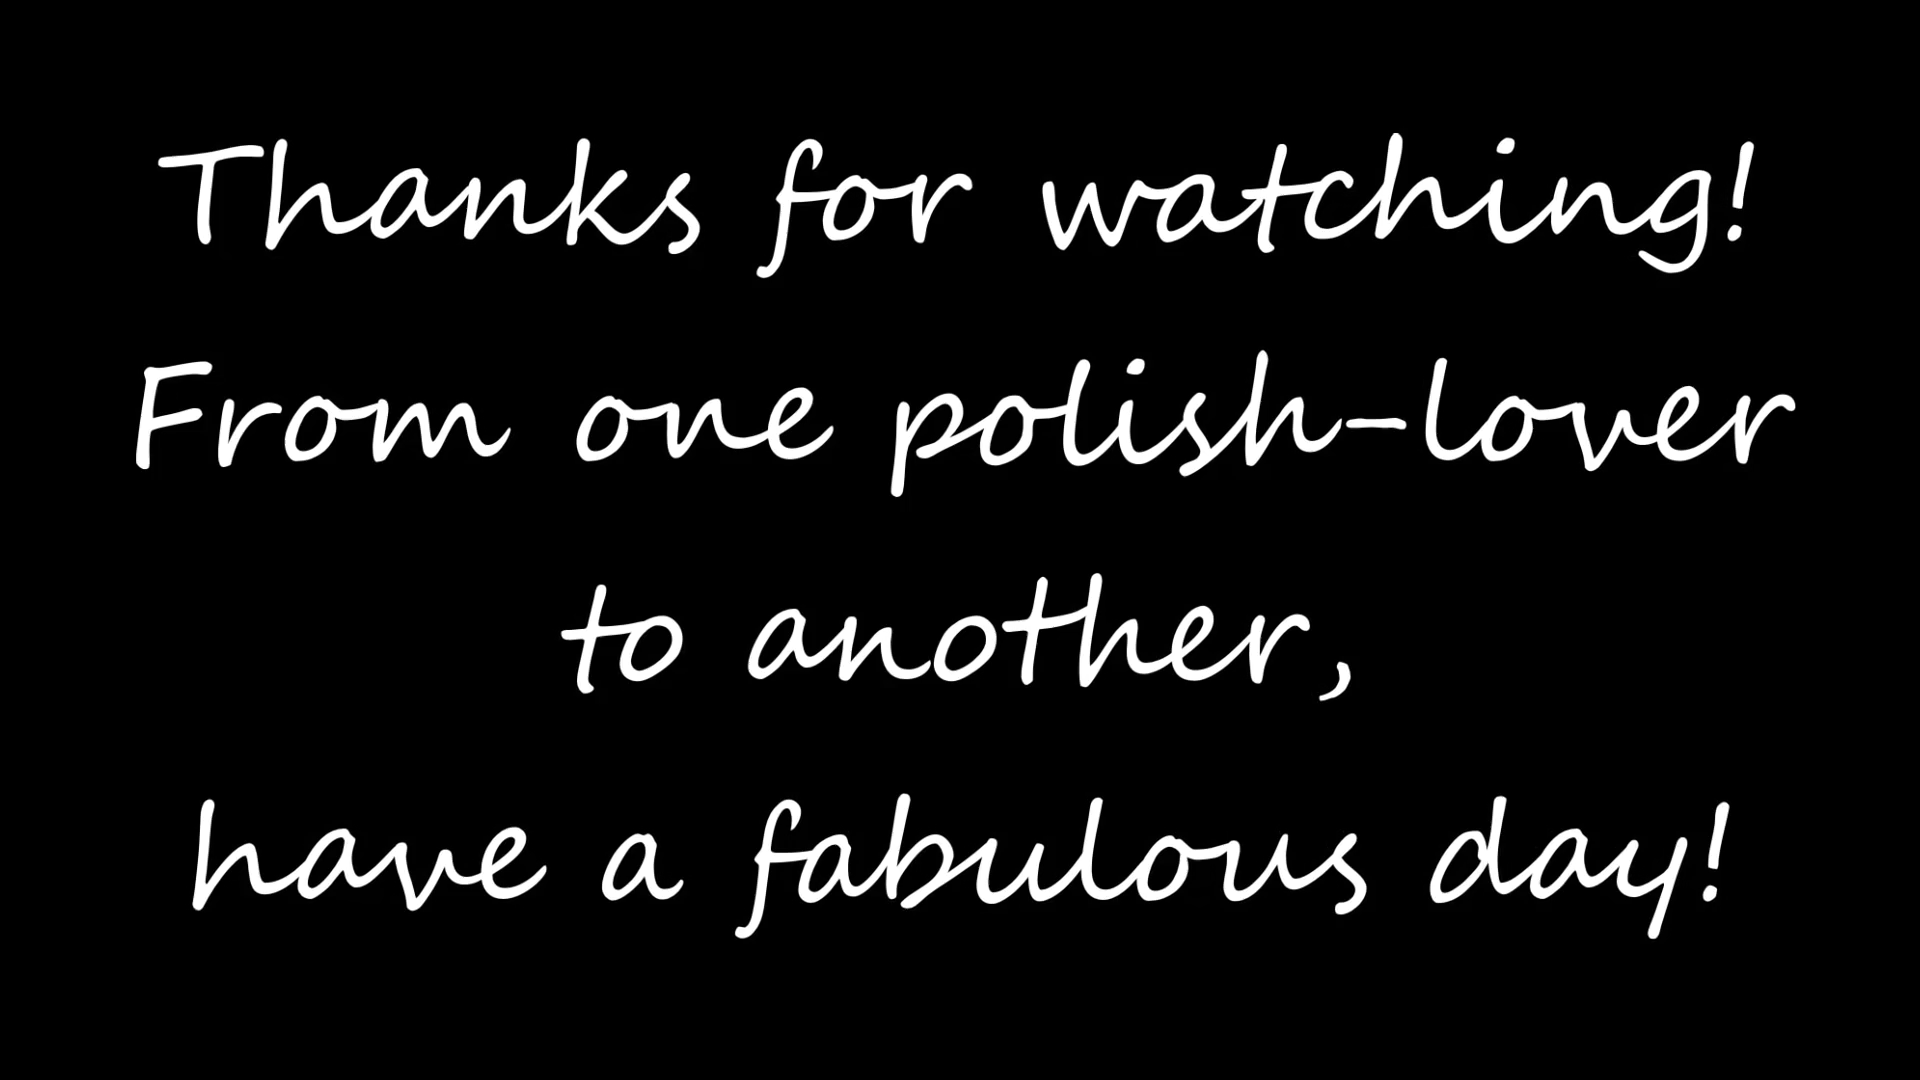 Thanks for watching!
From one polish-lover
to another,
have a fabulous day!